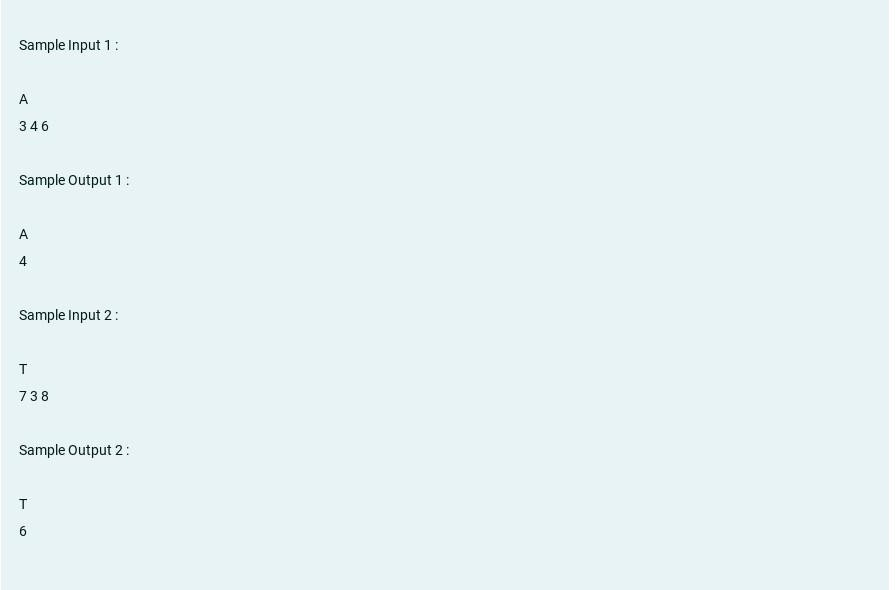 Sample Input 1 :
A
3 4 6
Sample Output 1 :
A
4
Sample Input 2 :
T
7 3 8
Sample Output 2 :
T
6